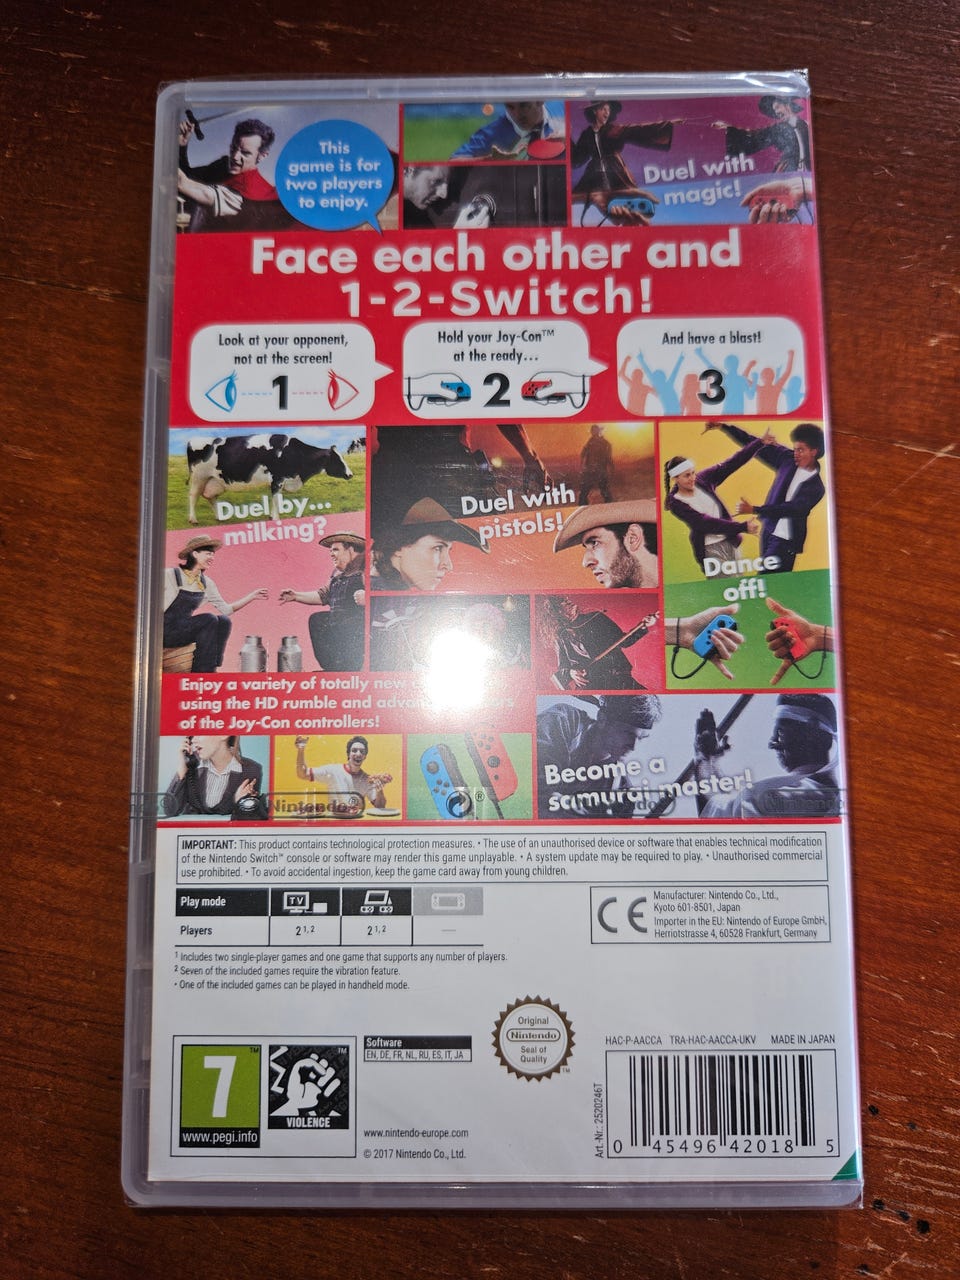 This
game is for
two players
to enjoy.
Duel with
magic!
Face each other and
1-2-Switch!
Look at your opponent,
not at the screen!
1
Hold your Joy-Con™
at the ready...
2
And have a blast!
3
Duel by...
milking?
Duel with
pistols!
Dance
off!
Enjoy a variety of totally new
using the HD rumble and
of the Joy-Con controllers!
Become a
samurai master!
Nintendo®
®
IMPORTANT: This product contains technological protection measures. • The use of an unauthorised device or software that enables technical modification
of the Nintendo Switch™ console or software may render this game unplayable. • A system update may be required to play. • Unauthorised commercial
use prohibited. • To avoid accidental ingestion, keep the game card away from young children.
Play mode
TV
Players
2¹,² 2¹,² —
CE
Manufacturer: Nintendo Co., Ltd.,
Kyoto 601-8501, Japan
Importer in the EU: Nintendo of Europe GmbH,
Herriotstrasse 4, 60528 Frankfurt, Germany
¹ Includes two single-player games and one game that supports any number of players.
² Seven of the included games require the vibration feature.
• One of the included games can be played in handheld mode.
Original
Nintendo
Seal of
Quality
™
HAC-P-AACCA TRA-HAC-AACCA-UKV MADE IN JAPAN
7
™
www.pegi.info
™
VIOLENCE
Software
EN, DE, FR, NL, RU, ES, IT, JA
www.nintendo-europe.com
© 2017 Nintendo Co., Ltd.
Art.-Nr.: 2520246T
0 45496 42018 5